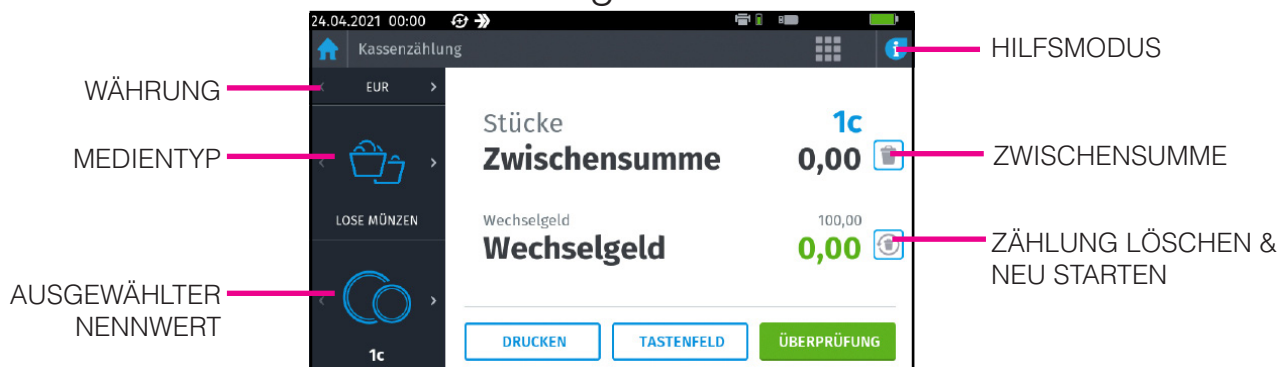 24.04.2021 00:00
Kassenzählung
HILFSMODUS
WÄHRUNG
EUR
Stücke 1c
MEDIENTYP
Zwischensumme 0,00
ZWISCHENSUMME
LOSE MÜNZEN
Wechselgeld 100,00
Wechselgeld 0,00
ZÄHLUNG LÖSCHEN &
NEU STARTEN
AUSGEWÄHLTER
NENNWERT
1c
DRUCKEN
TASTENFELD
ÜBERPRÜFUNG